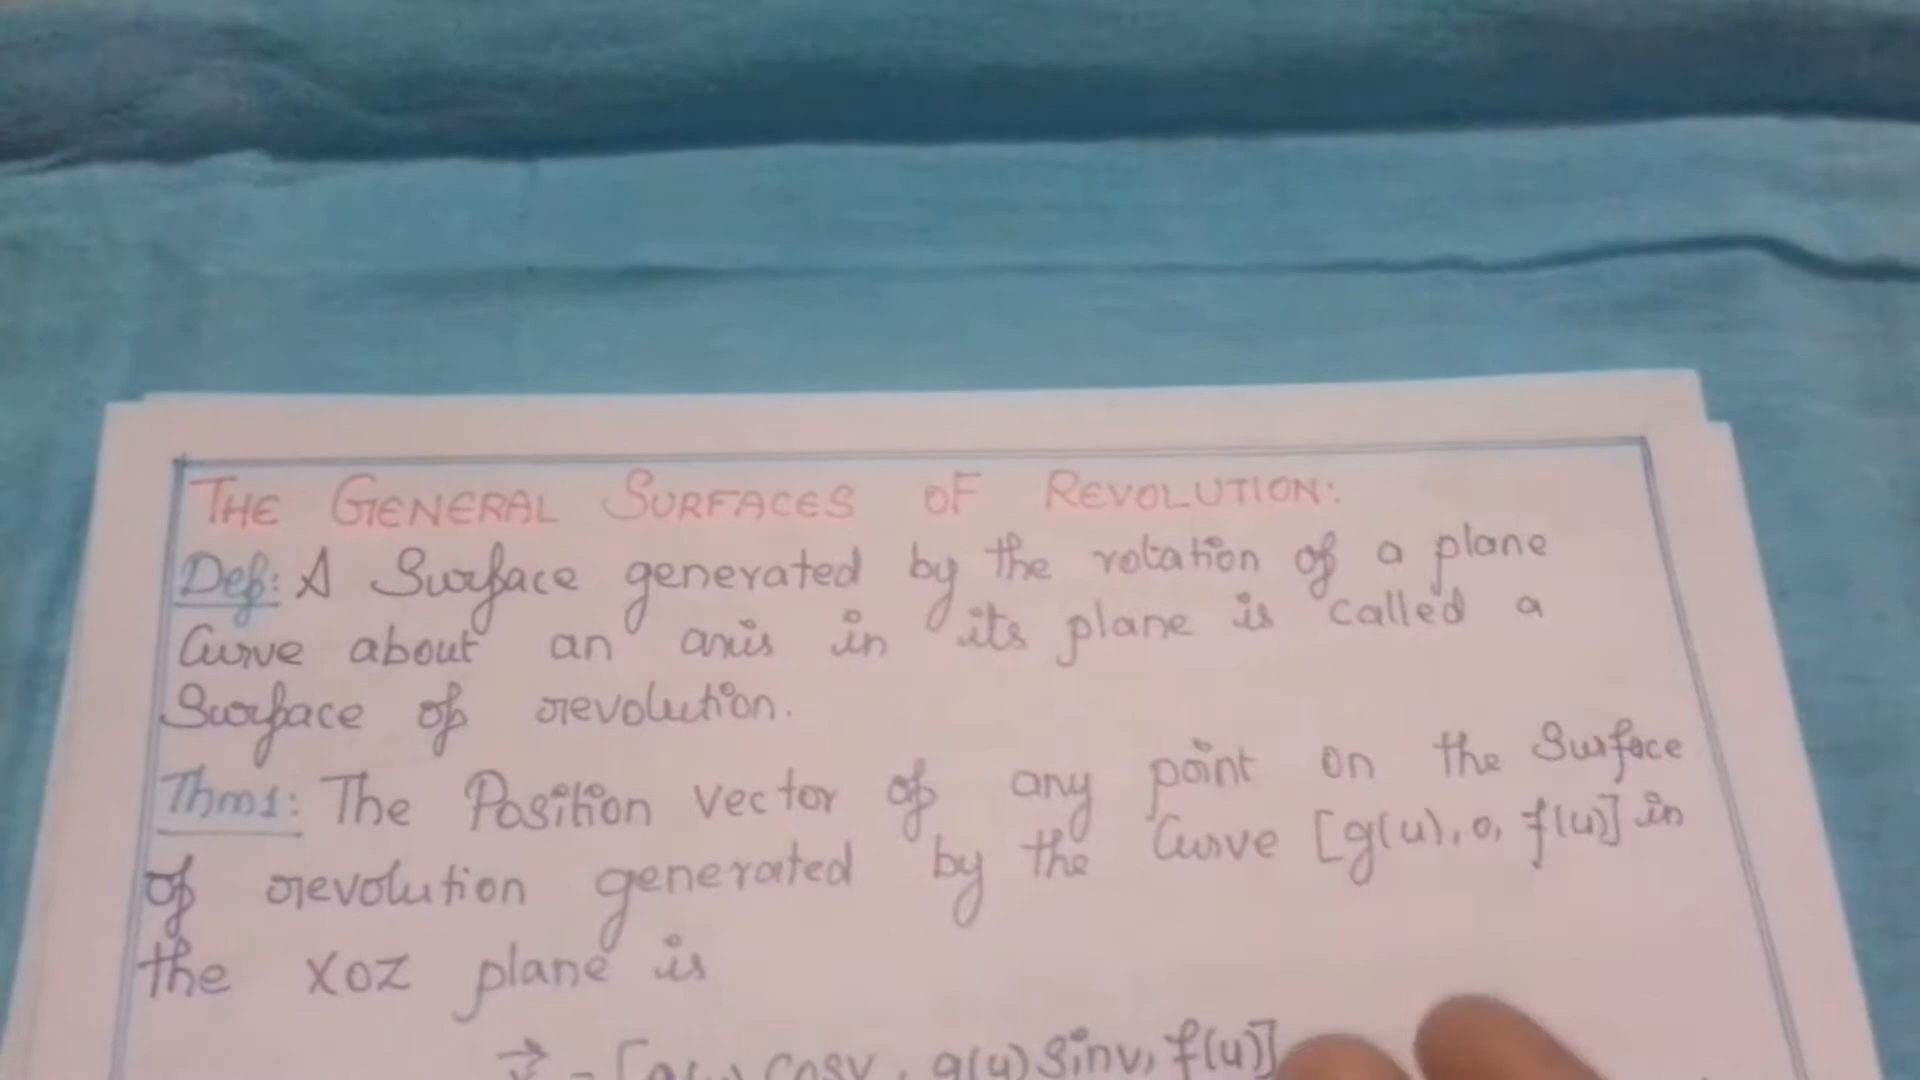 THE GENERAL SURFACES OF REVOLUTION:
Def: A Surface generated by the rotation of a plane
Curve about an axis in its plane is called a
Surface of revolution.
Thm1: The Position vector of any point on the Surface
of revolution generated by the Curve [g(u), 0, f(u)] in
the XOZ plane is
cosv, g(u) sinv, f(u)]